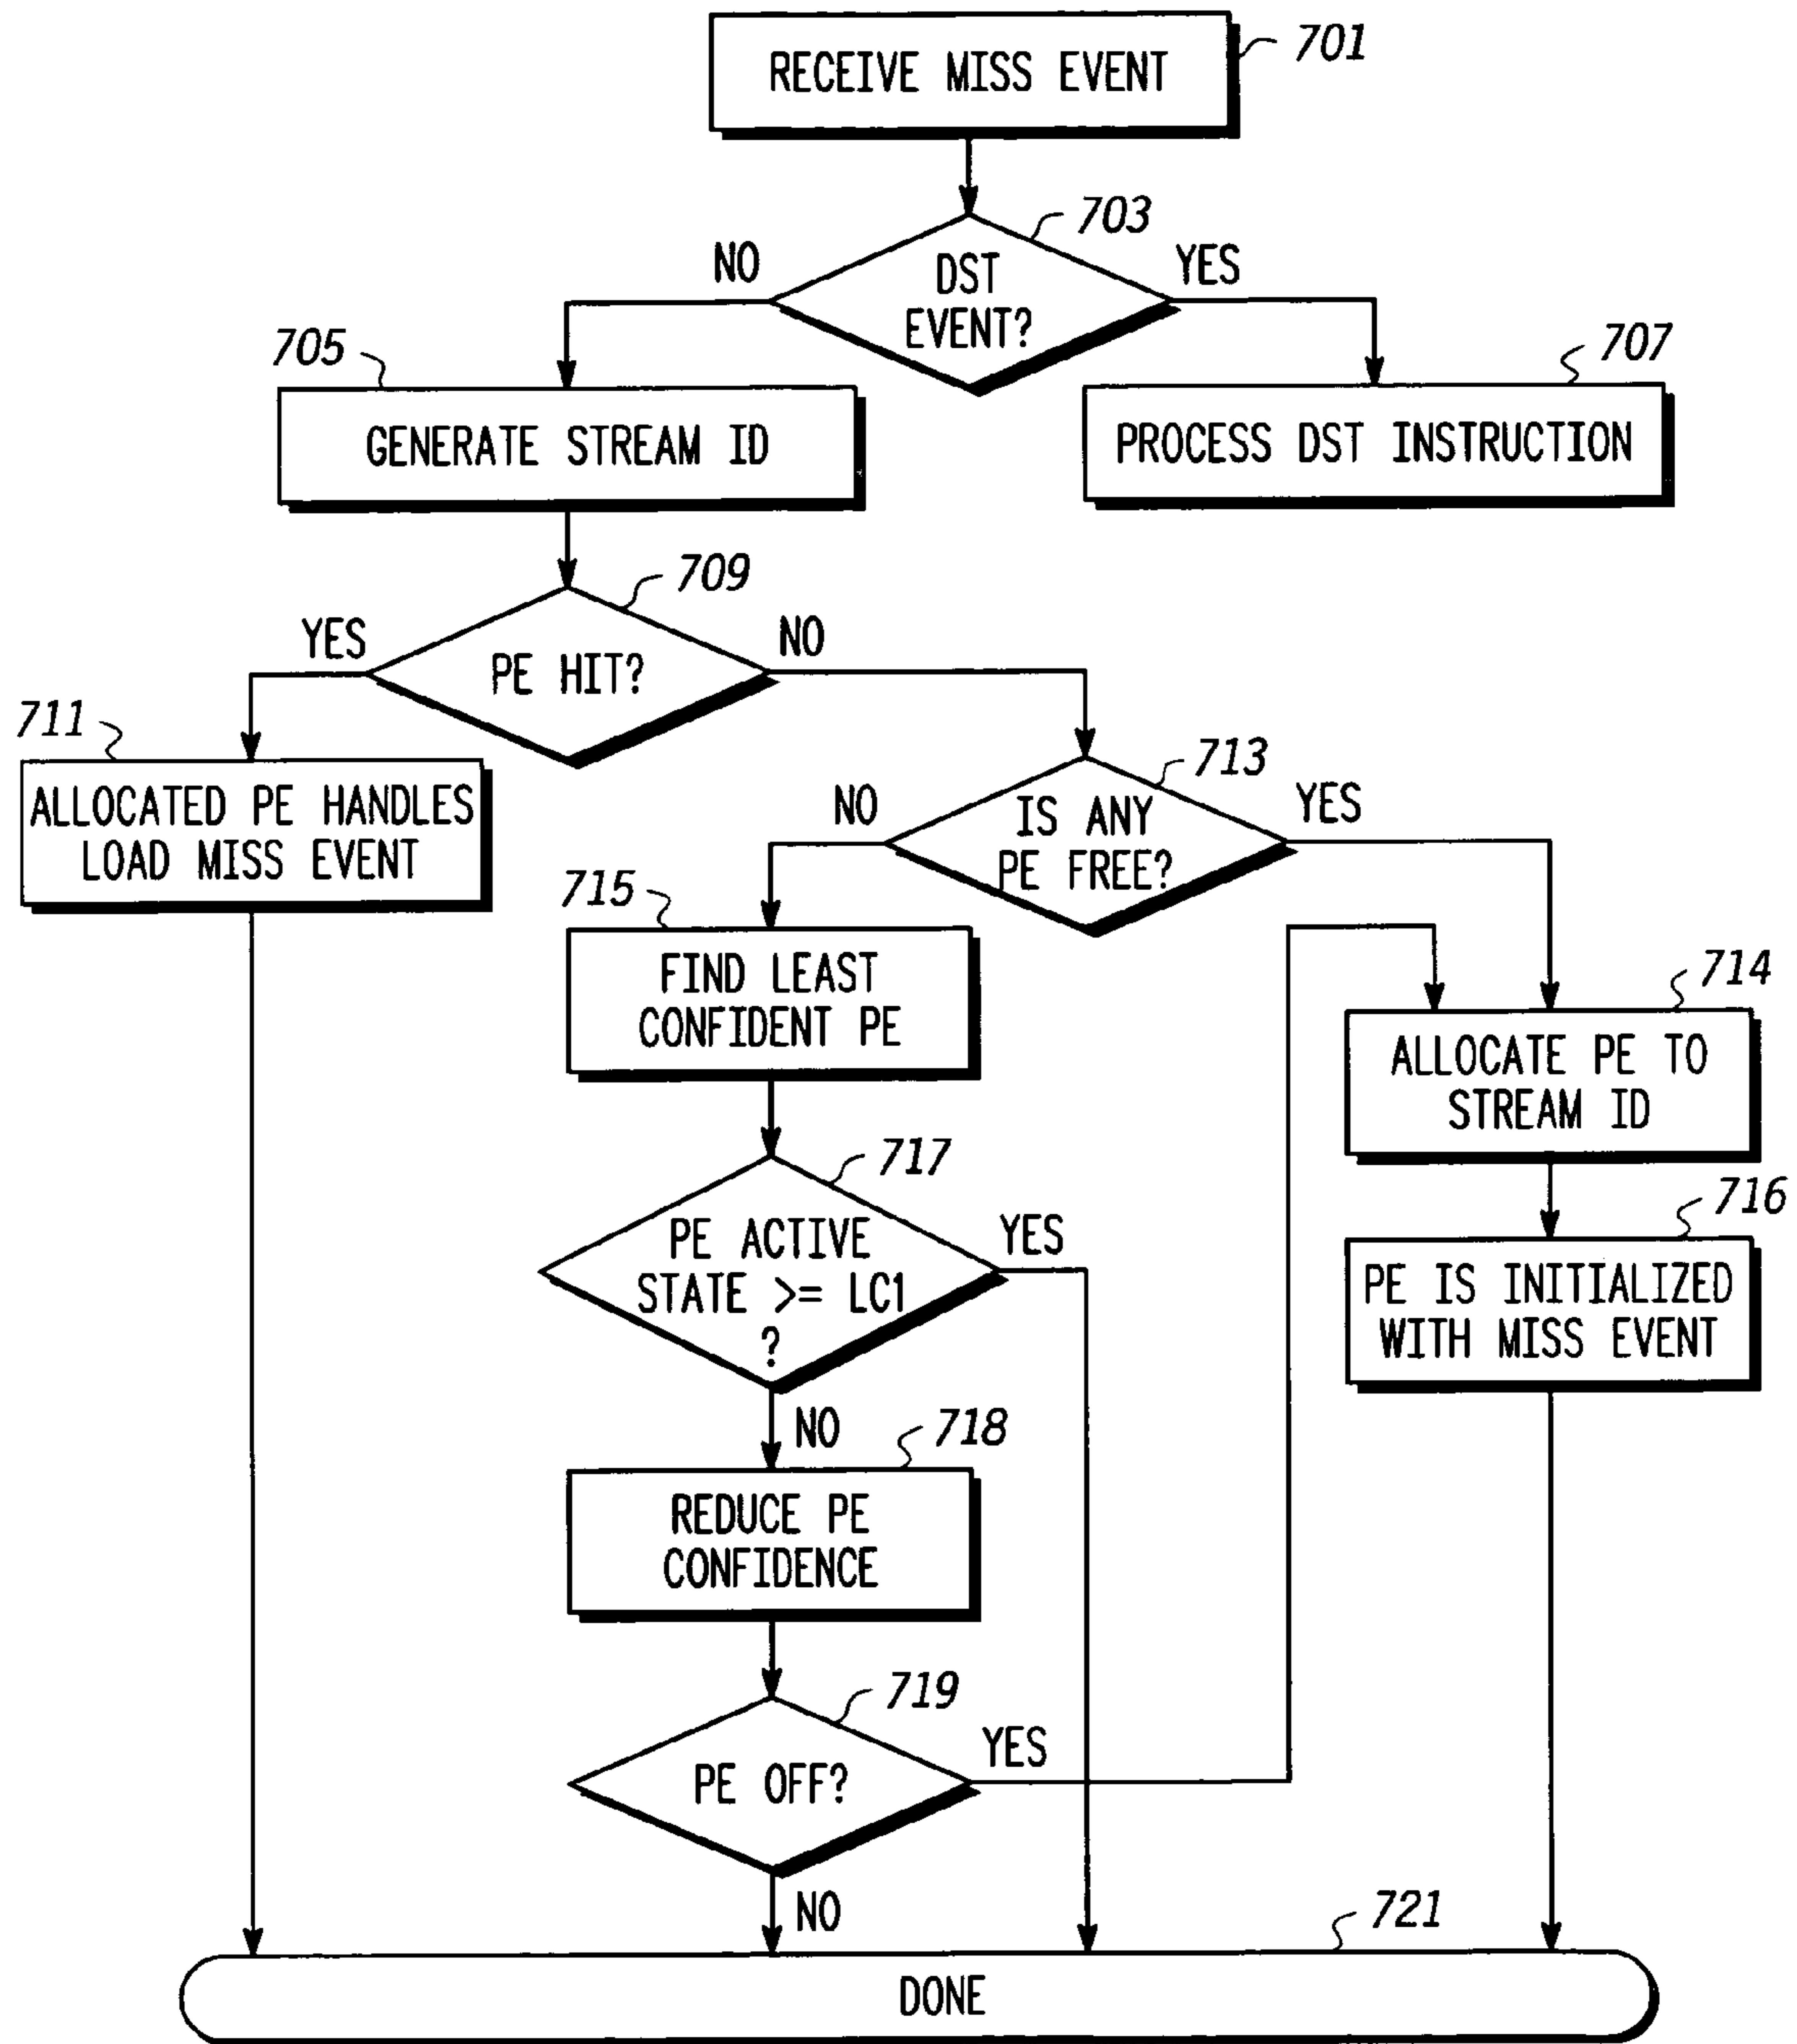 RECEIVE MISS EVENT
701
703
NO
DST
EVENT?
YES
705
GENERATE STREAM ID
707
PROCESS DST INSTRUCTION
709
YES
PE HIT?
NO
711
ALLOCATED PE HANDLES
LOAD MISS EVENT
713
NO
IS ANY
PE FREE?
YES
715
FIND LEAST
CONFIDENT PE
714
ALLOCATE PE TO
STREAM ID
717
PE ACTIVE
STATE >= LC1
?
YES
716
PE IS INITIALIZED
WITH MISS EVENT
NO
718
REDUCE PE
CONFIDENCE
719
PE OFF?
YES
NO
721
DONE